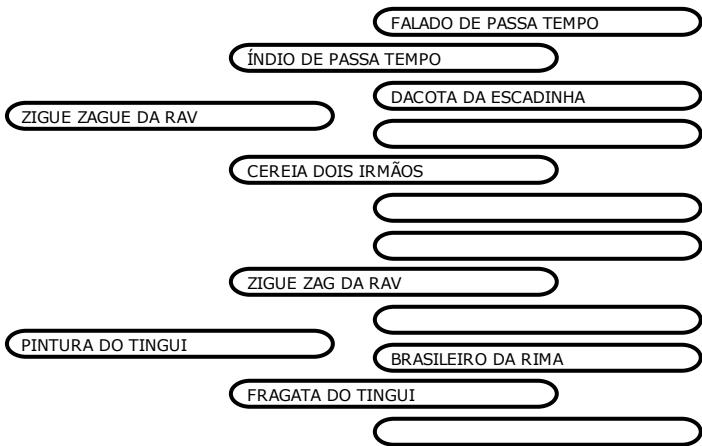 FALADO DE PASSA TEMPO
ÍNDIO DE PASSA TEMPO
DACOTA DA ESCADINHA
ZIGUE ZAGUE DA RAV
CEREIA DOIS IRMÃOS
ZIGUE ZAG DA RAV
PINTURA DO TINGUI
BRASILEIRO DA RIMA
FRAGATA DO TINGUI